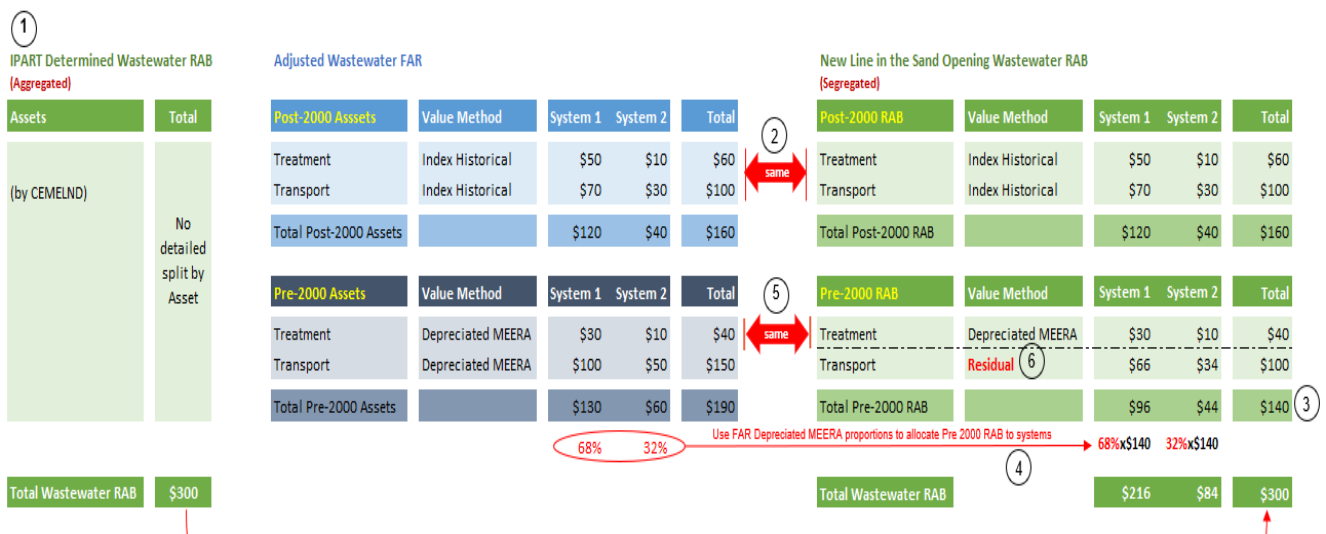 1
IPART Determined Wastewater RAB
(Aggregated)
Assets Total
(by CEMELND)
No
detailed
split by
Asset
Total Wastewater RAB $300
Adjusted Wastewater FAR
Post-2000 Asssets Value Method System 1 System 2 Total
Treatment Index Historical $50 $10 $60
Transport Index Historical $70 $30 $100
Total Post-2000 Assets $120 $40 $160
Pre-2000 Assets Value Method System 1 System 2 Total
Treatment Depreciated MEERA $30 $10 $40
Transport Depreciated MEERA $100 $50 $150
Total Pre-2000 Assets $130 $60 $190
68% 32%
2
same
5
same
Use FAR Depreciated MEERA proportions to allocate Pre 2000 RAB to systems
4
New Line in the Sand Opening Wastewater RAB
(Segregated)
Post-2000 RAB Value Method System 1 System 2 Total
Treatment Index Historical $50 $10 $60
Transport Index Historical $70 $30 $100
Total Post-2000 RAB $120 $40 $160
Pre-2000 RAB Value Method System 1 System 2 Total
Treatment Depreciated MEERA $30 $10 $40
Transport Residual 6 $66 $34 $100
Total Pre-2000 RAB $96 $44 $140 3
68%x$140 32%x$140
Total Wastewater RAB $216 $84 $300